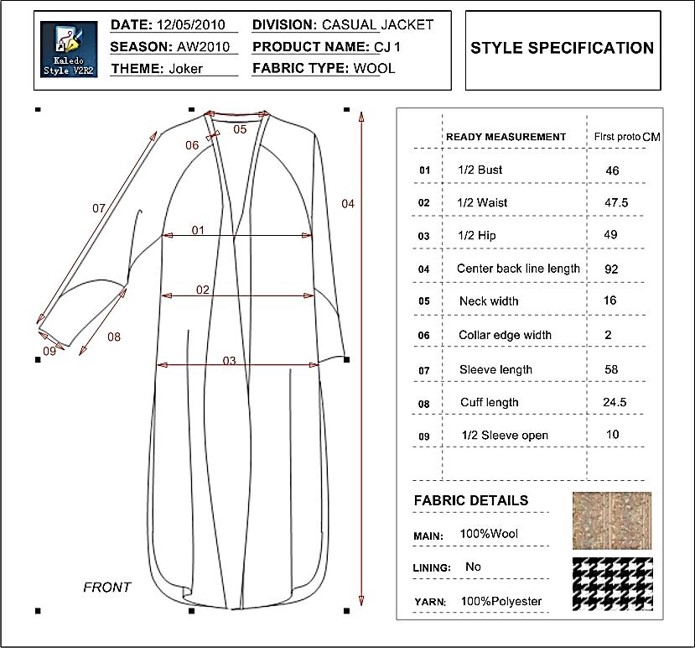 DATE: 12/05/2010
DIVISION: CASUAL JACKET
SEASON: AW2010
PRODUCT NAME: CJ 1
THEME: Joker
FABRIC TYPE: WOOL
Kaledo
Style V2R2
STYLE SPECIFICATION
05
06
07
04
01
02
08
09
03
FRONT
READY MEASUREMENT First proto CM
01 1/2 Bust 46
02 1/2 Waist 47.5
03 1/2 Hip 49
04 Center back line length 92
05 Neck width 16
06 Collar edge width 2
07 Sleeve length 58
08 Cuff length 24.5
09 1/2 Sleeve open 10
FABRIC DETAILS
MAIN: 100%Wool
LINING: No
YARN: 100%Polyester